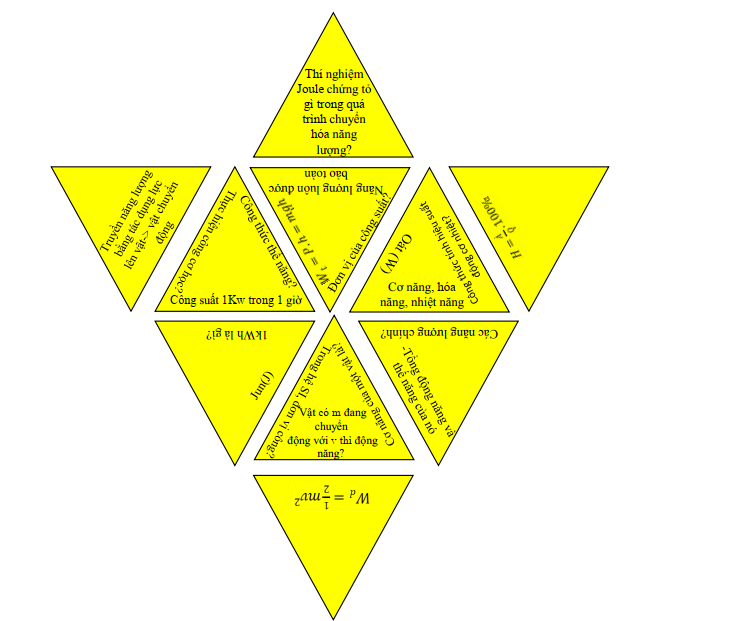 Thí nghiệm
Joule chứng tỏ
gì trong quá
trình chuyển
hóa năng
lượng?
Truyền năng lượng
bằng tác dụng lực
lên vật-> vật chuyển
động
Thực hiện công cơ học?
Công thức thế năng?
Công suất 1Kw trong 1 giờ
Năng lượng luôn được
bảo toàn
W_t = P.h = mgh
Đơn vị của công suất?
Oát (W)
Công thức tính hiệu suất
động cơ nhiệt?
Cơ năng, hóa
năng, nhiệt năng
H = A/Q .100%
1kWh là gì?
Jun(J)
Trong hệ SI, đơn vị công?
Cơ năng của một vật là?
Vật có m đang
chuyển
động với v thì động
năng?
Các năng lượng chính?
-Tổng động năng và
thế năng của nó
W_d = 1/2 mv²